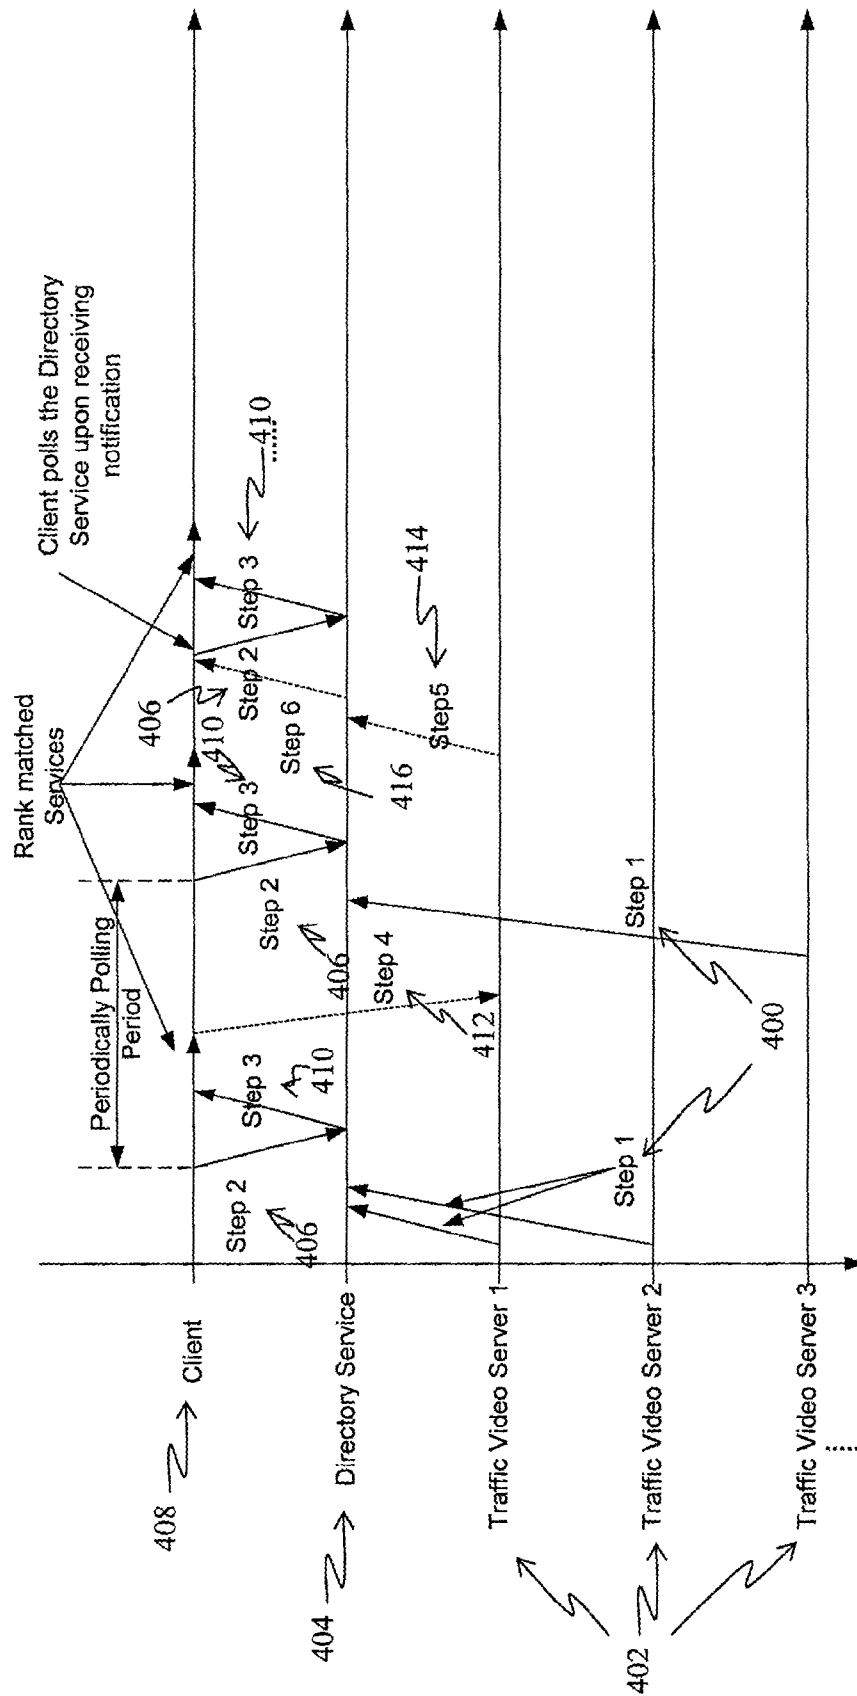 Rank matched
Services
Client polls the Directory
Service upon receiving
notification
Periodically Polling
Period
408
Client
Step 2
406
Step 3
410
Step 2
406
Step 3
410
406
Step 2
Step 3
410
404
Directory Service
Step 4
412
Step 6
416
Step5
414
Traffic Video Server 1
402
Traffic Video Server 2
Step 1
400
Step 1
Traffic Video Server 3